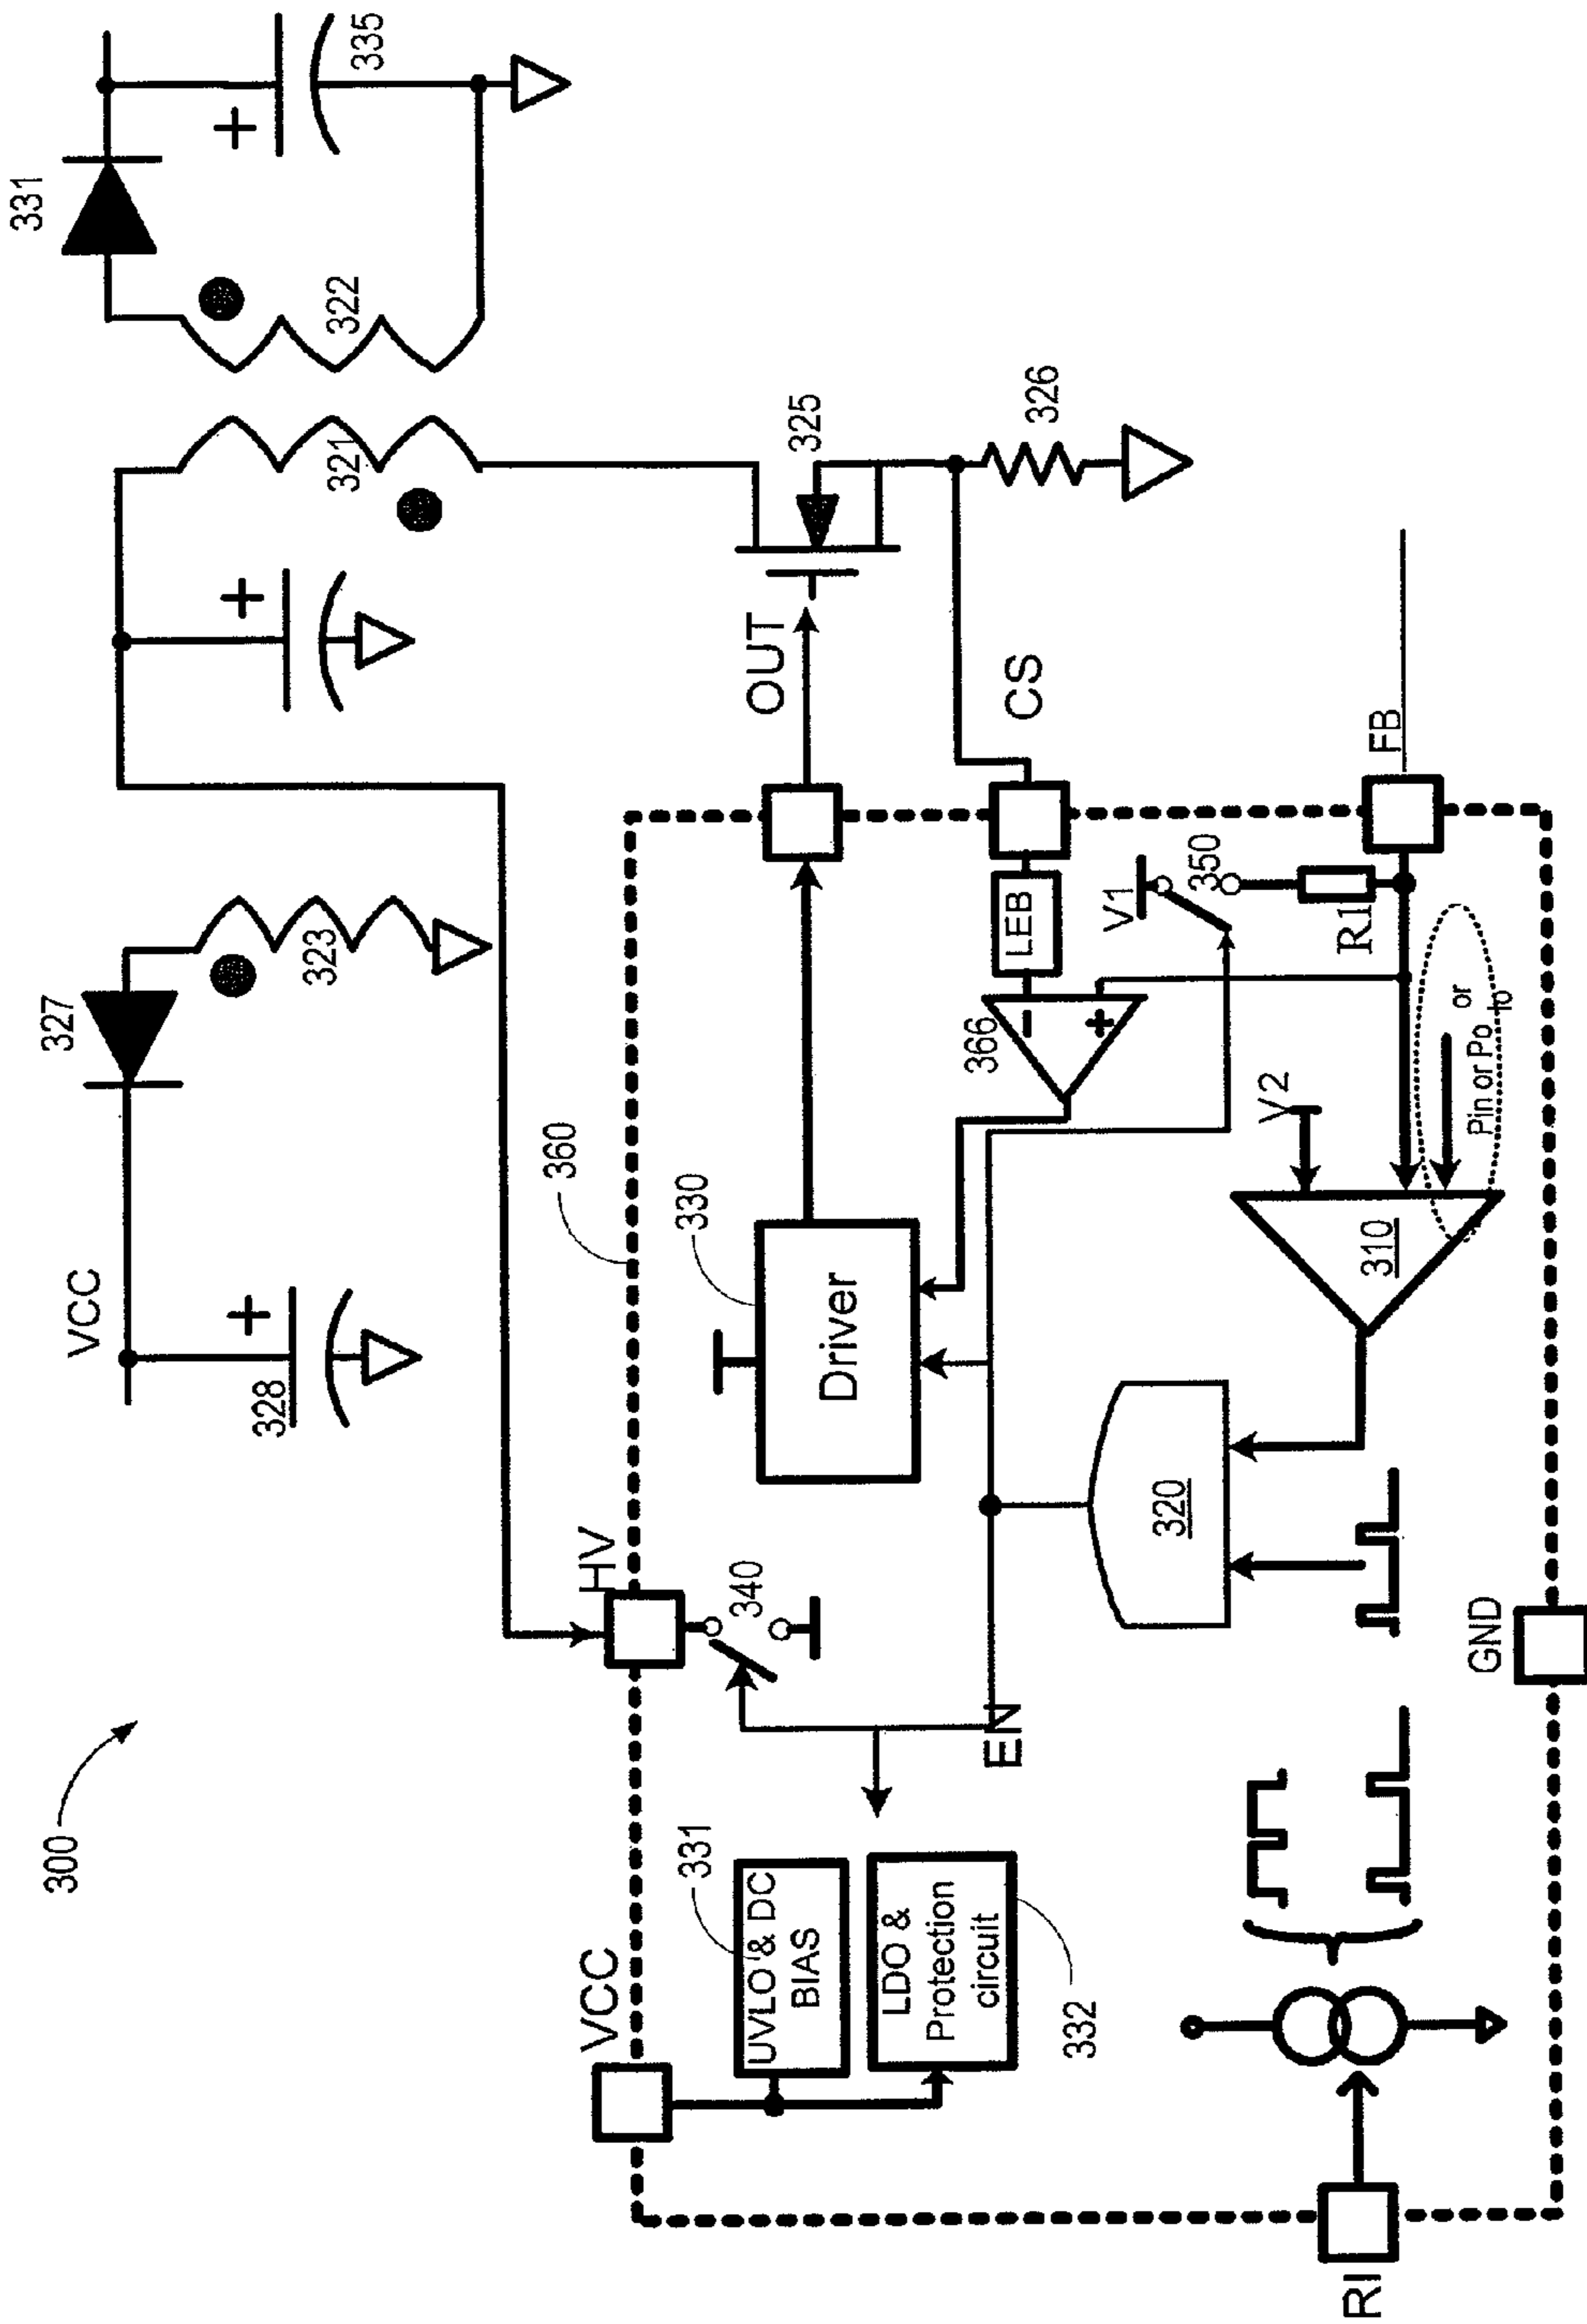 300
VCC
328
327
323
321
322
331
335
HV
360
330
Driver
OUT
325
326
CS
VCC
UVLO & DC
BIAS
331
LDO &
Protection
circuit
332
340
EN
366
LEB
V1
350
R1
FB
320
310
V2
Pin or Po or
Ip
RI
GND